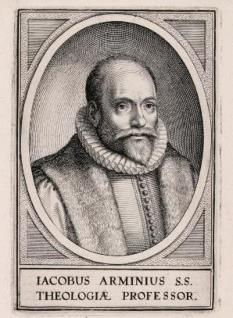 IACOBUS ARMINIUS S.S.
THEOLOGIÆ PROFESSOR.